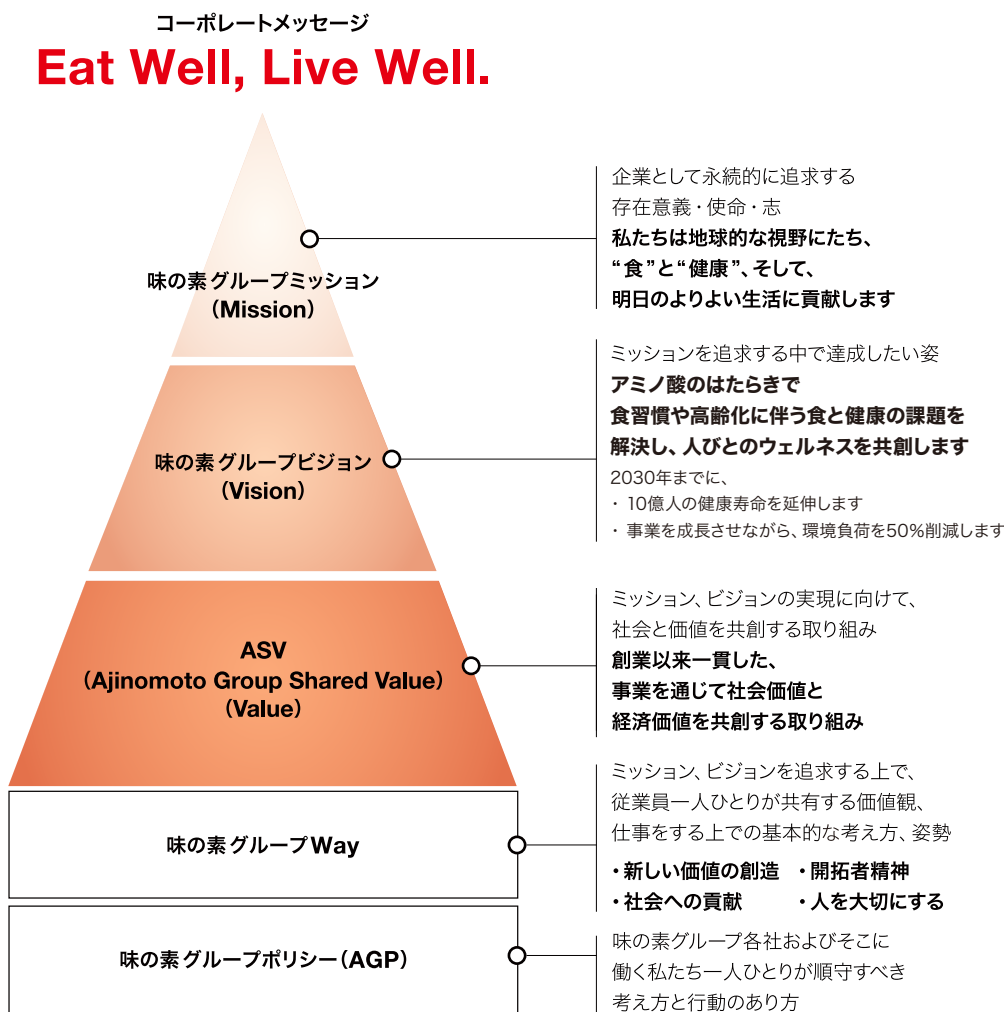 コーポレートメッセージ
Eat Well, Live Well.
味の素グループミッション
（Mission）
企業として永続的に追求する
存在意義・使命・志
私たちは地球的な視野にたち、
“食”と“健康”、そして、
明日のよりよい生活に貢献します
味の素グループビジョン
（Vision）
ミッションを追求する中で達成したい姿
アミノ酸のはたらきで
食習慣や高齢化に伴う食と健康の課題を
解決し、人びとのウェルネスを共創します
2030年までに、
・ 10億人の健康寿命を延伸します
・ 事業を成長させながら、環境負荷を50%削減します
ASV
（Ajinomoto Group Shared Value）
（Value）
ミッション、ビジョンの実現に向けて、
社会と価値を共創する取り組み
創業以来一貫した、
事業を通じて社会価値と
経済価値を共創する取り組み
味の素グループWay
ミッション、ビジョンを追求する上で、
従業員一人ひとりが共有する価値観、
仕事をする上での基本的な考え方、姿勢
・新しい価値の創造 ・開拓者精神
・社会への貢献 ・人を大切にする
味の素グループポリシー（AGP）
味の素グループ各社およびそこに
働く私たち一人ひとりが順守すべき
考え方と行動のあり方